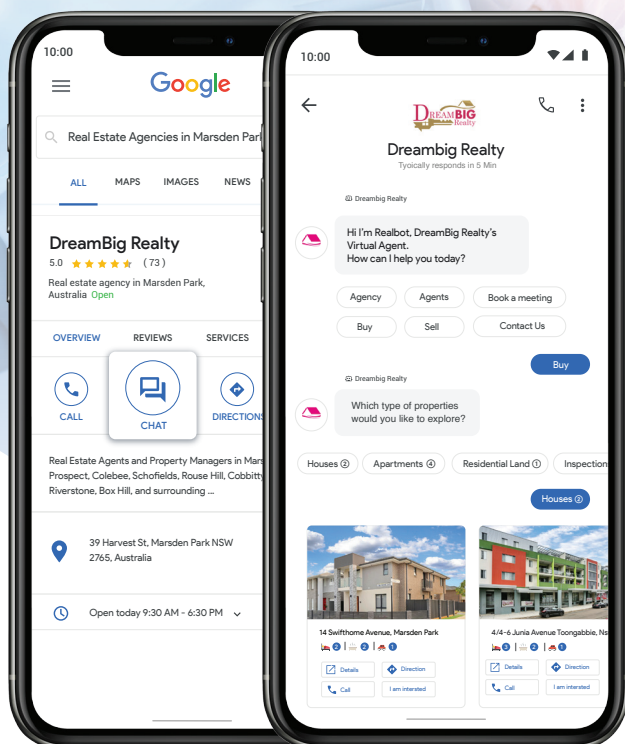 10:00
Google
Real Estate Agencies in Marsden Park
ALL MAPS IMAGES NEWS
DreamBig Realty
5.0 (73)
Real estate agency in Marsden Park,
Australia Open
OVERVIEW REVIEWS SERVICES
CALL
CHAT
DIRECTIONS
Real Estate Agents and Property Managers in Mars
Prospect, Colebee, Schofields, Rouse Hill, Cobbitty
Riverstone, Box Hill, and surrounding ...
39 Harvest St, Marsden Park NSW
2765, Australia
Open today 9:30 AM - 6:30 PM
10:00
DREAMBIG
Realty
Dreambig Realty
Tyoically responds in 5 Min
Dreambig Realty
Hi I'm Realbot, DreamBig Realty's
Virtual Agent.
How can I help you today?
Agency Agents Book a meeting
Buy Sell Contact Us
Buy
Dreambig Realty
Which type of properties
would you like to explore?
Houses ② Apartments ④ Residential Land ① Inspection
Houses ②
14 Swifthome Avenue, Marsden Park
2 | 2 | 1
Details Direction
Call I am intersted
4/4-6 Junia Avenue Toongabbie, Ns
3 | 2 | 1
Details Direction
Call I am intersted